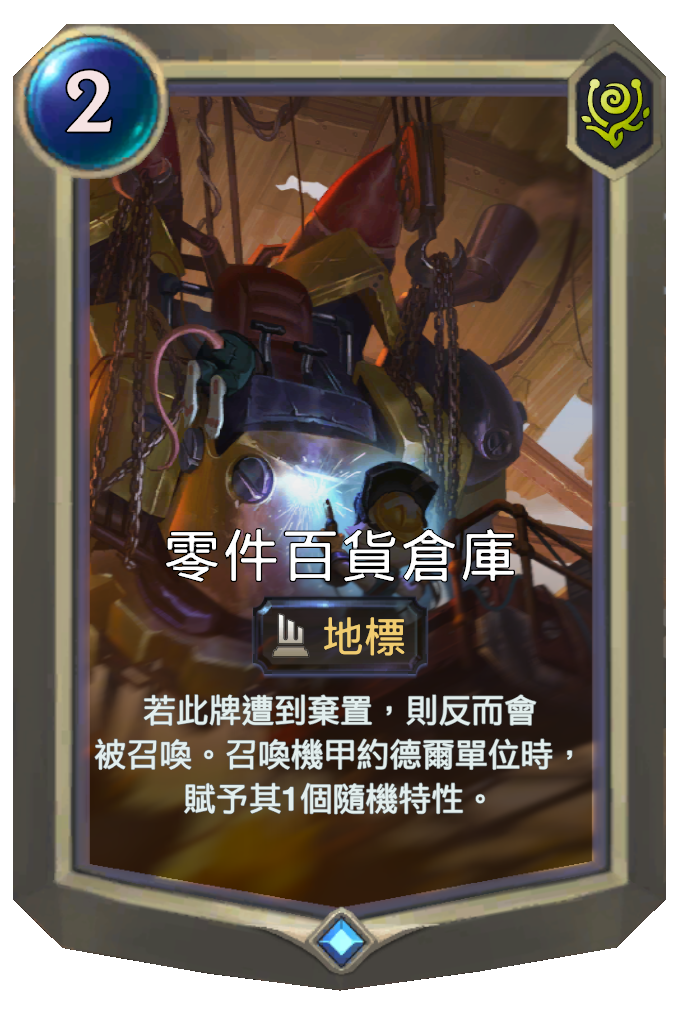 2
零件百貨倉庫
地標
若此牌遭到棄置，則反而會
被召喚。召喚機甲約德爾單位時，
賦予其1個隨機特性。